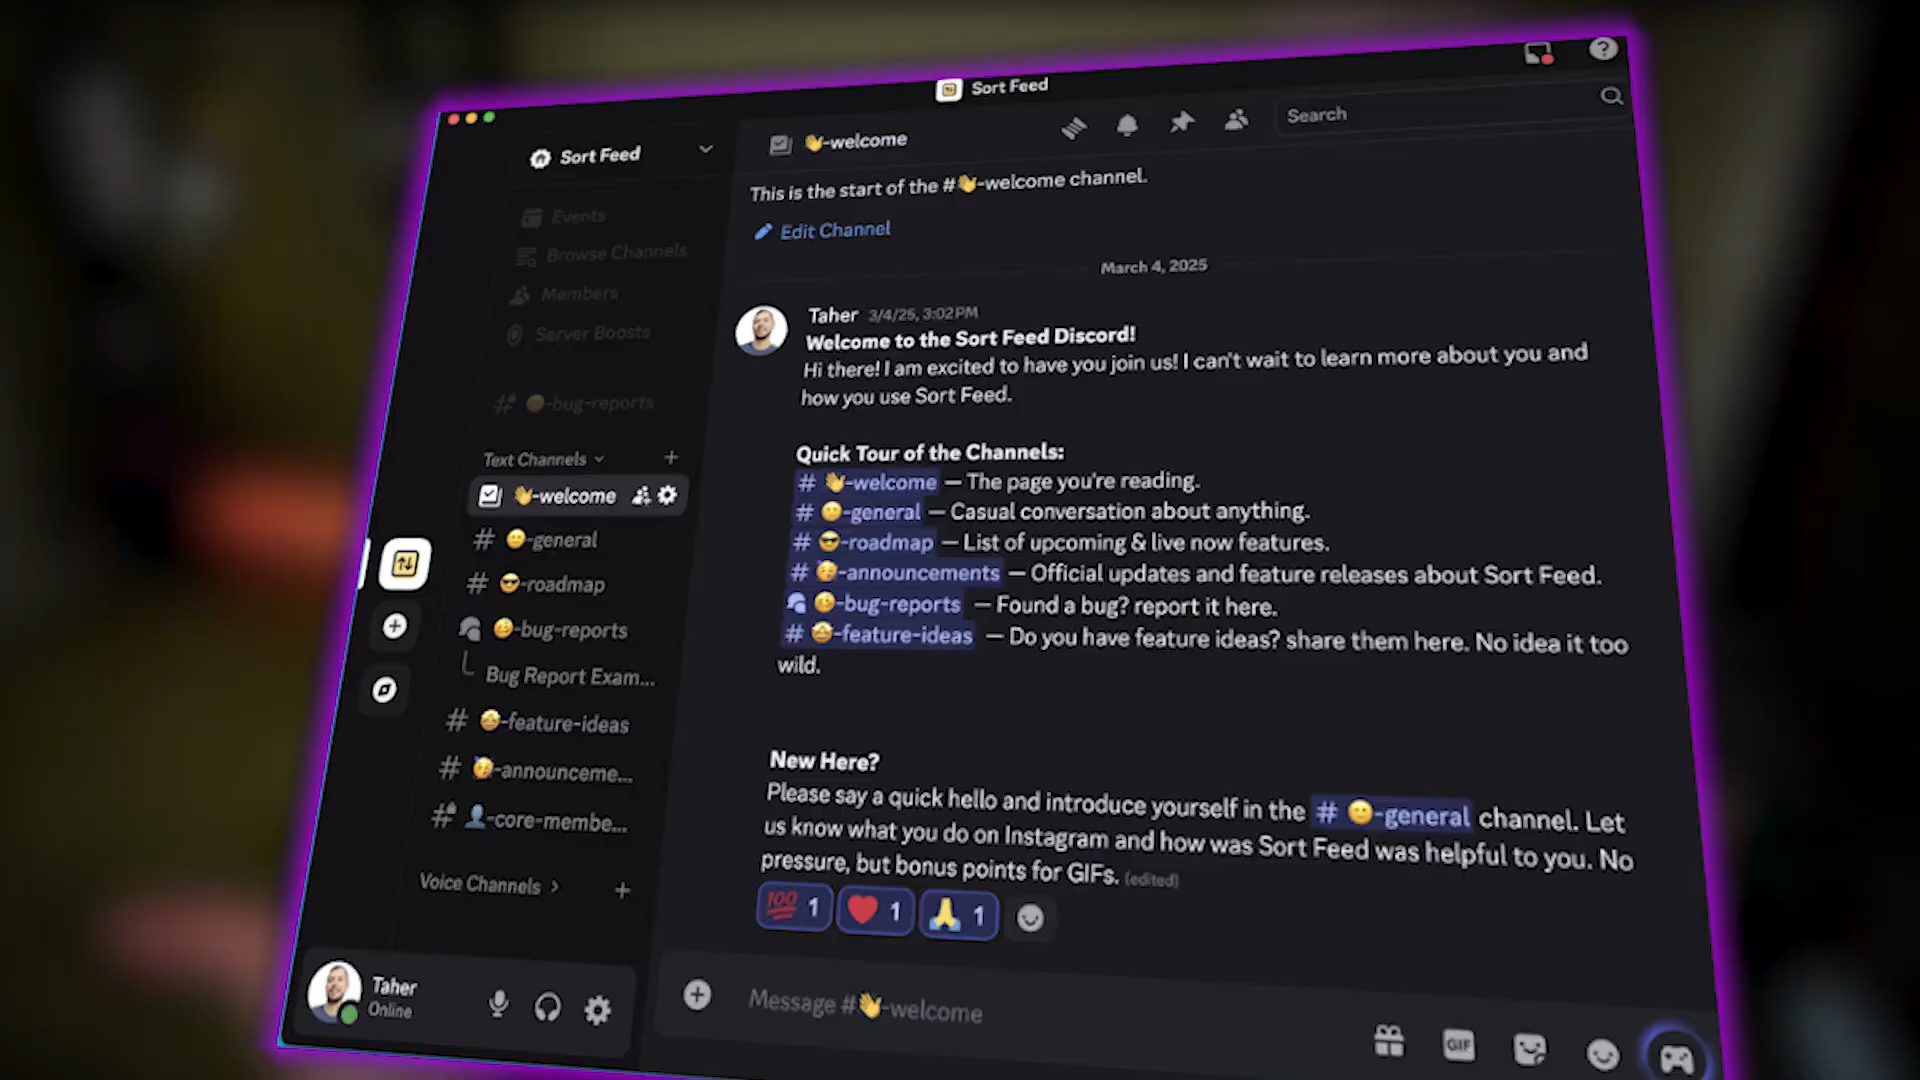 Sort Feed
Sort Feed
Events
Browse Channels
Members
Server Boosts
# 🙂-bug-reports
Text Channels
👋-welcome
# 🙂-general
# 😎-roadmap
🥲-bug-reports
Bug Report Exam...
# 🤩-feature-ideas
# 🥳-announceme...
# 👤-core-membe...
Voice Channels
Taher
Online
👋-welcome
Search
This is the start of the #👋-welcome channel.
Edit Channel
March 4, 2025
Taher 3/4/25, 3:02 PM
Welcome to the Sort Feed Discord!
Hi there! I am excited to have you join us! I can't wait to learn more about you and
how you use Sort Feed.
Quick Tour of the Channels:
# 👋-welcome — The page you're reading.
# 🙂-general — Casual conversation about anything.
# 😎-roadmap — List of upcoming & live now features.
# 🥳-announcements — Official updates and feature releases about Sort Feed.
🥲-bug-reports — Found a bug? report it here.
# 🤩-feature-ideas — Do you have feature ideas? share them here. No idea it too
wild.
New Here?
Please say a quick hello and introduce yourself in the # 🙂-general channel. Let
us know what you do on Instagram and how was Sort Feed was helpful to you. No
pressure, but bonus points for GIFs. (edited)
💯 1 ❤️ 1 🙏 1
Message #👋-welcome
GIF